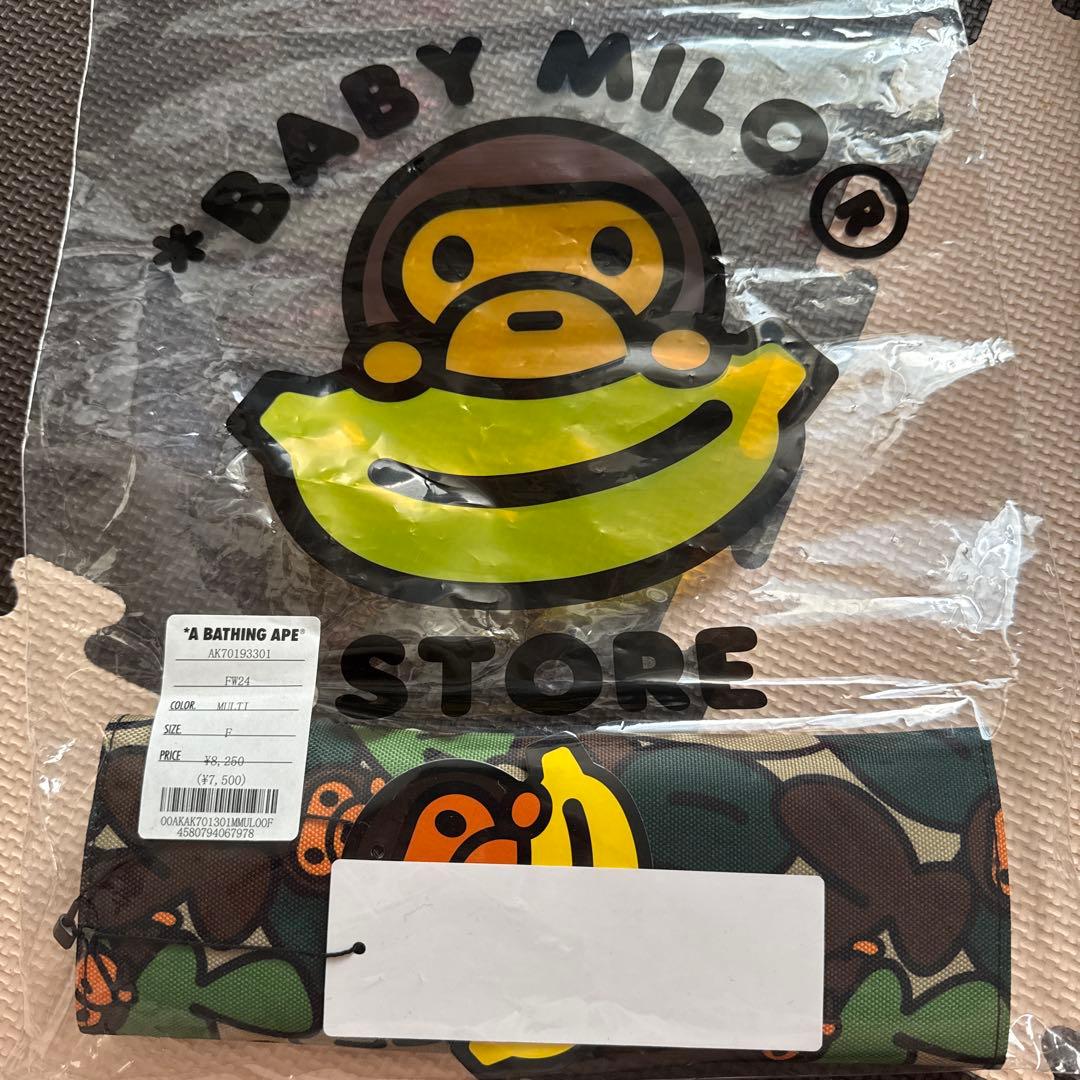 *BABY MILO®
STORE
*A BATHING APE®
AK70193301
FW24
COLOR. MULTI
SIZE. F
PRICE ¥8,250
(¥7,500)
00AKAK701301MMUL00F
4580794067978